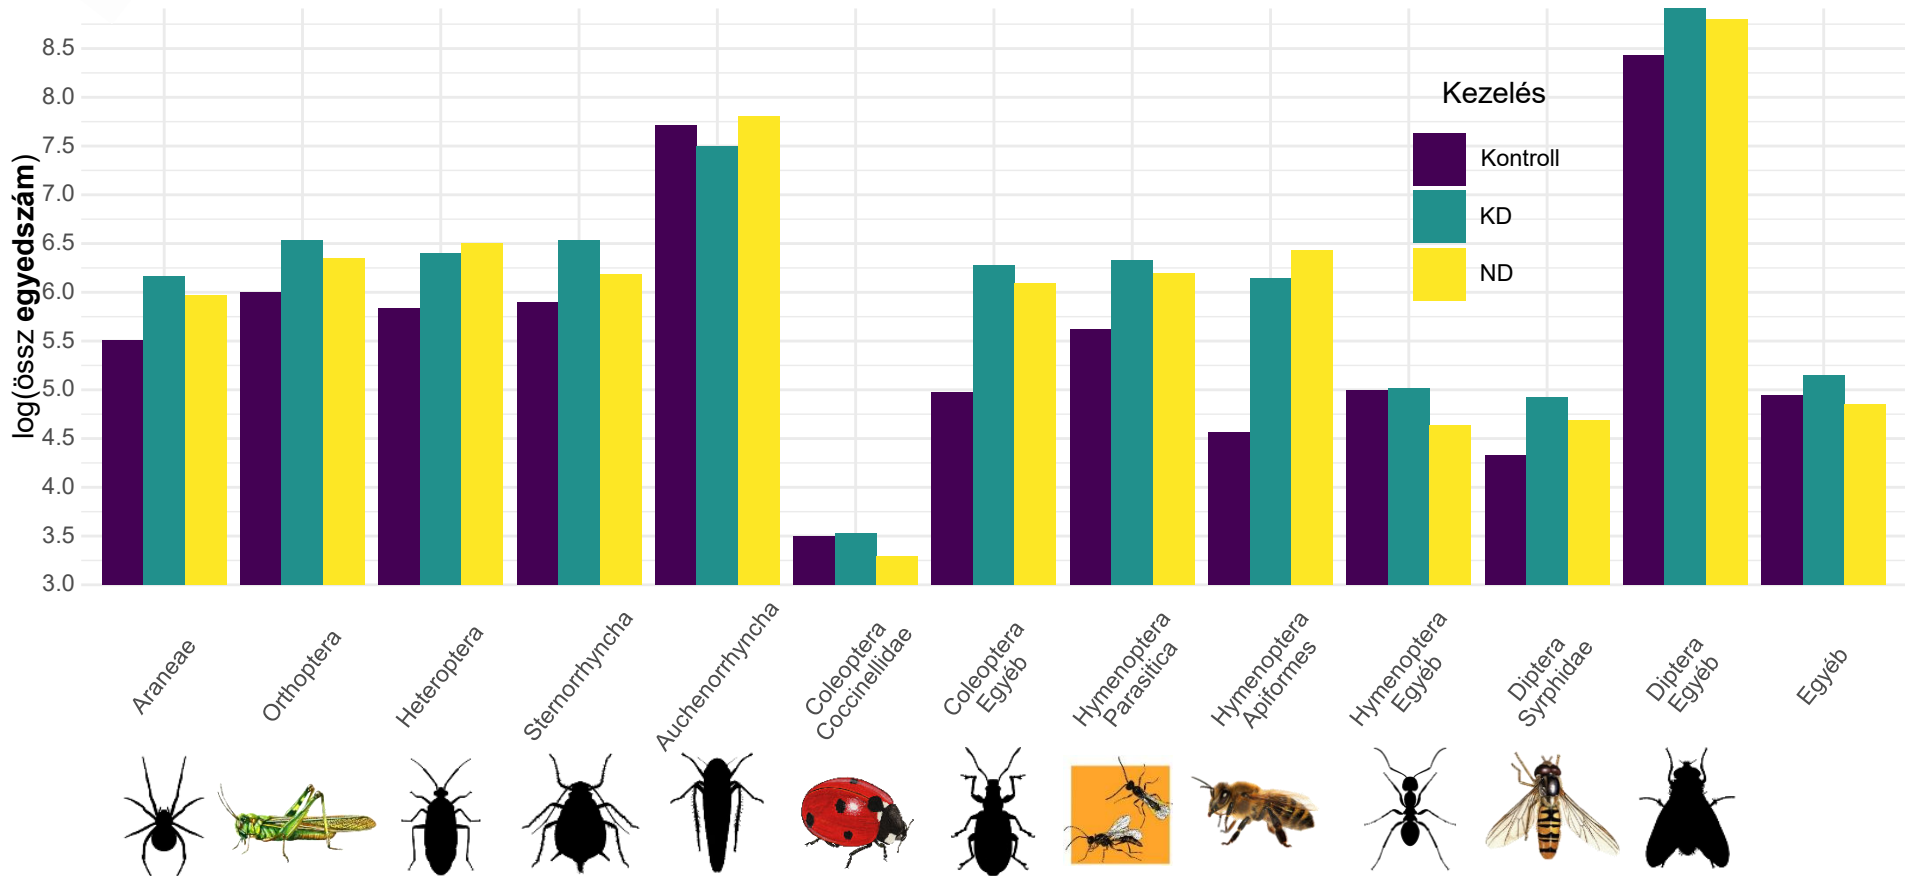 log(össz egyedszám)
8.5
8.0
7.5
7.0
6.5
6.0
5.5
5.0
4.5
4.0
3.5
3.0
Kezelés
Kontroll
KD
ND
Araneae
Orthoptera
Heteroptera
Sternorrhyncha
Auchenorrhyncha
Coleoptera
Coccinellidae
Coleoptera
Egyéb
Hymenoptera
Parasitica
Hymenoptera
Apiformes
Hymenoptera
Egyéb
Diptera
Syrphidae
Diptera
Egyéb
Egyéb